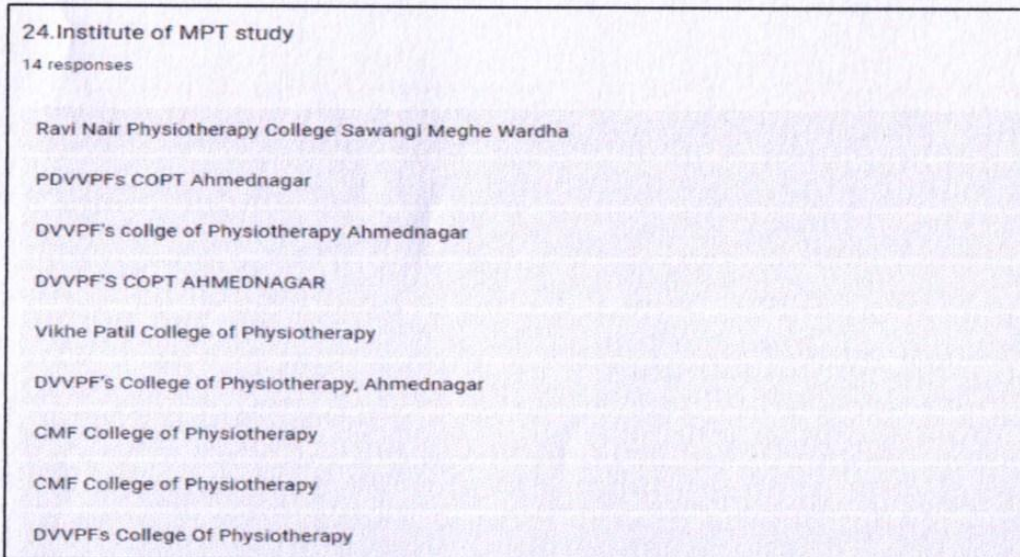 24.Institute of MPT study
14 responses
Ravi Nair Physiotherapy College Sawangi Meghe Wardha
PDVVPFs COPT Ahmednagar
DVVPF's collge of Physiotherapy Ahmednagar
DVVPF'S COPT AHMEDNAGAR
Vikhe Patil College of Physiotherapy
DVVPF's College of Physiotherapy, Ahmednagar
CMF College of Physiotherapy
CMF College of Physiotherapy
DVVPFs College Of Physiotherapy